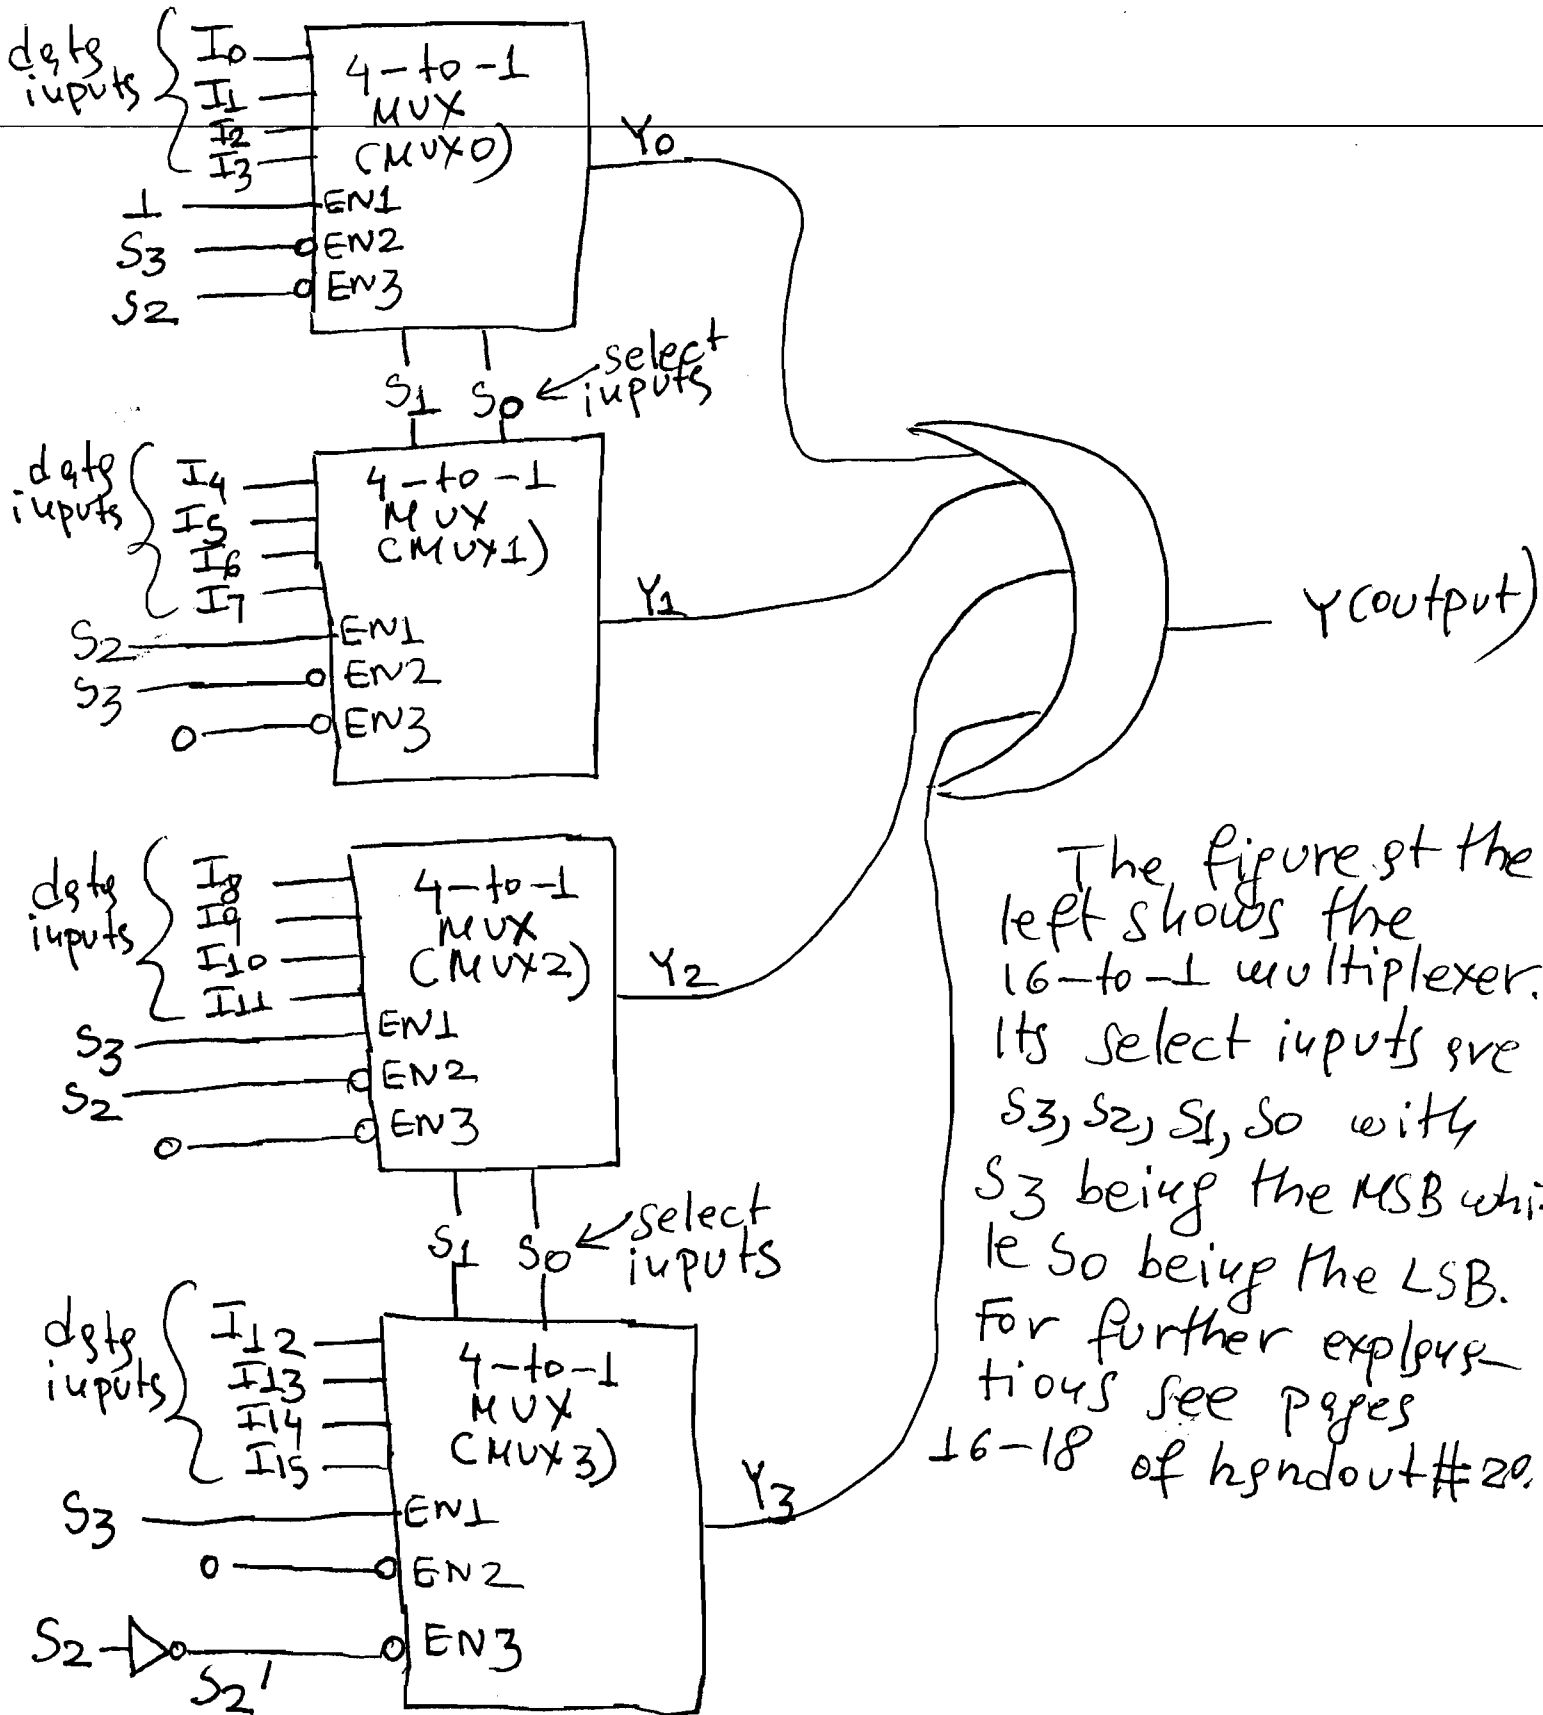 data
inputs
I0
I1
I2
I3
1
S3
S2
4-to-1
MUX
(MUX0)
EN1
EN2
EN3
Y0
S1 S0
select
inputs
data
inputs
I4
I5
I6
I7
S2
S3
0
4-to-1
MUX
(MUX1)
EN1
EN2
EN3
Y1
Y(output)
data
inputs
I8
I9
I10
I11
S3
S2
0
4-to-1
MUX
(MUX2)
EN1
EN2
EN3
Y2
S1 S0
select
inputs
data
inputs
I12
I13
I14
I15
S3
0
S2
S2'
4-to-1
MUX
(MUX3)
EN1
EN2
EN3
Y3
The figure at the
left shows the
16-to-1 multiplexer.
Its select inputs are
S3, S2, S1, S0 with
S3 being the MSB whi-
le S0 being the LSB.
For further explana-
tions see pages
16-18 of handout #20.